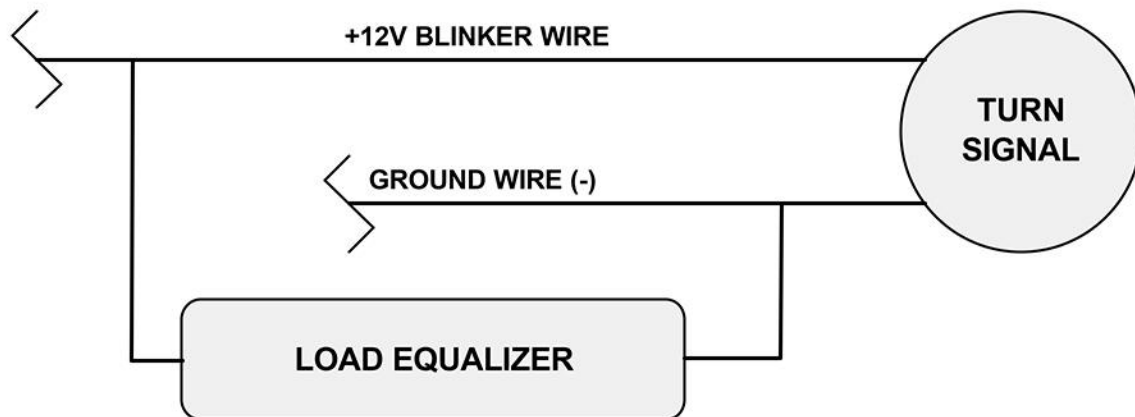 +12V BLINKER WIRE
TURN
SIGNAL
GROUND WIRE (-)
LOAD EQUALIZER